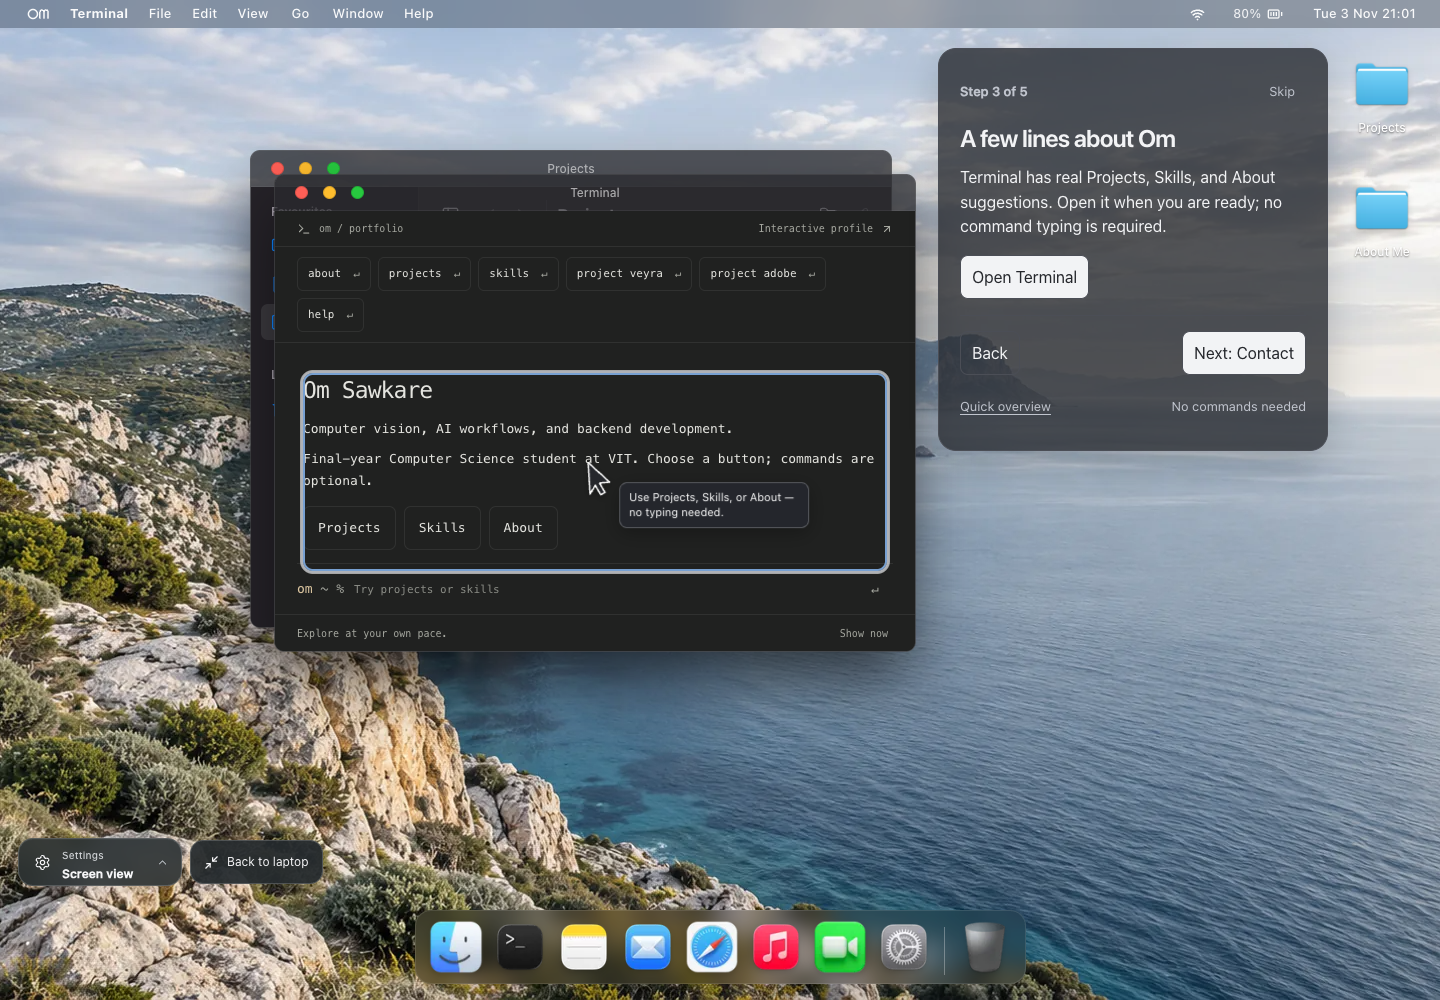 OM Terminal File Edit View Go Window Help 80% Tue 3 Nov 21:01
Projects
Terminal
om / portfolio Interactive profile
about projects skills project veyra project adobe
help
Om Sawkare
Computer vision, AI workflows, and backend development.
Final-year Computer Science student at VIT. Choose a button; commands are
optional.
Use Projects, Skills, or About —
no typing needed.
Projects Skills About
om ~ % Try projects or skills
Explore at your own pace. Show now
Step 3 of 5 Skip
A few lines about Om
Terminal has real Projects, Skills, and About
suggestions. Open it when you are ready; no
command typing is required.
Open Terminal
Back Next: Contact
Quick overview No commands needed
Projects
About Me
Settings
Screen view
Back to laptop
>_